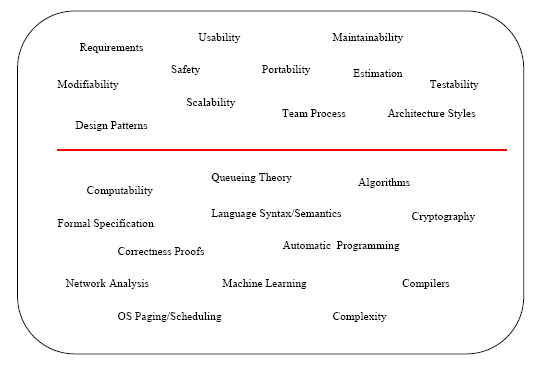 Usability
Maintainability
Requirements
Safety
Portability
Estimation
Modifiability
Testability
Scalability
Team Process
Architecture Styles
Design Patterns
Queueing Theory
Algorithms
Computability
Language Syntax/Semantics
Cryptography
Formal Specification
Automatic Programming
Correctness Proofs
Network Analysis
Machine Learning
Compilers
OS Paging/Scheduling
Complexity